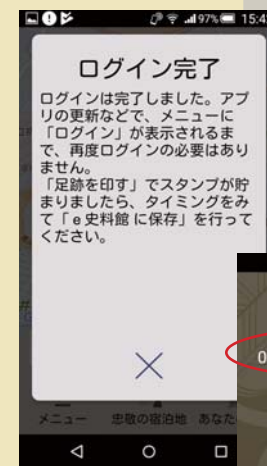 97% 15:4
ログイン完了
ログインは完了しました。アプ
リの更新などで、メニューに
「ログイン」が表示されるま
で、再度ログインの必要はあり
ません。
「足跡を印す」でスタンプが貯
まりましたら、タイミングをみ
て「e史料館に保存」を行って
ください。
0
メニュー 忠敬の宿泊地 あなた